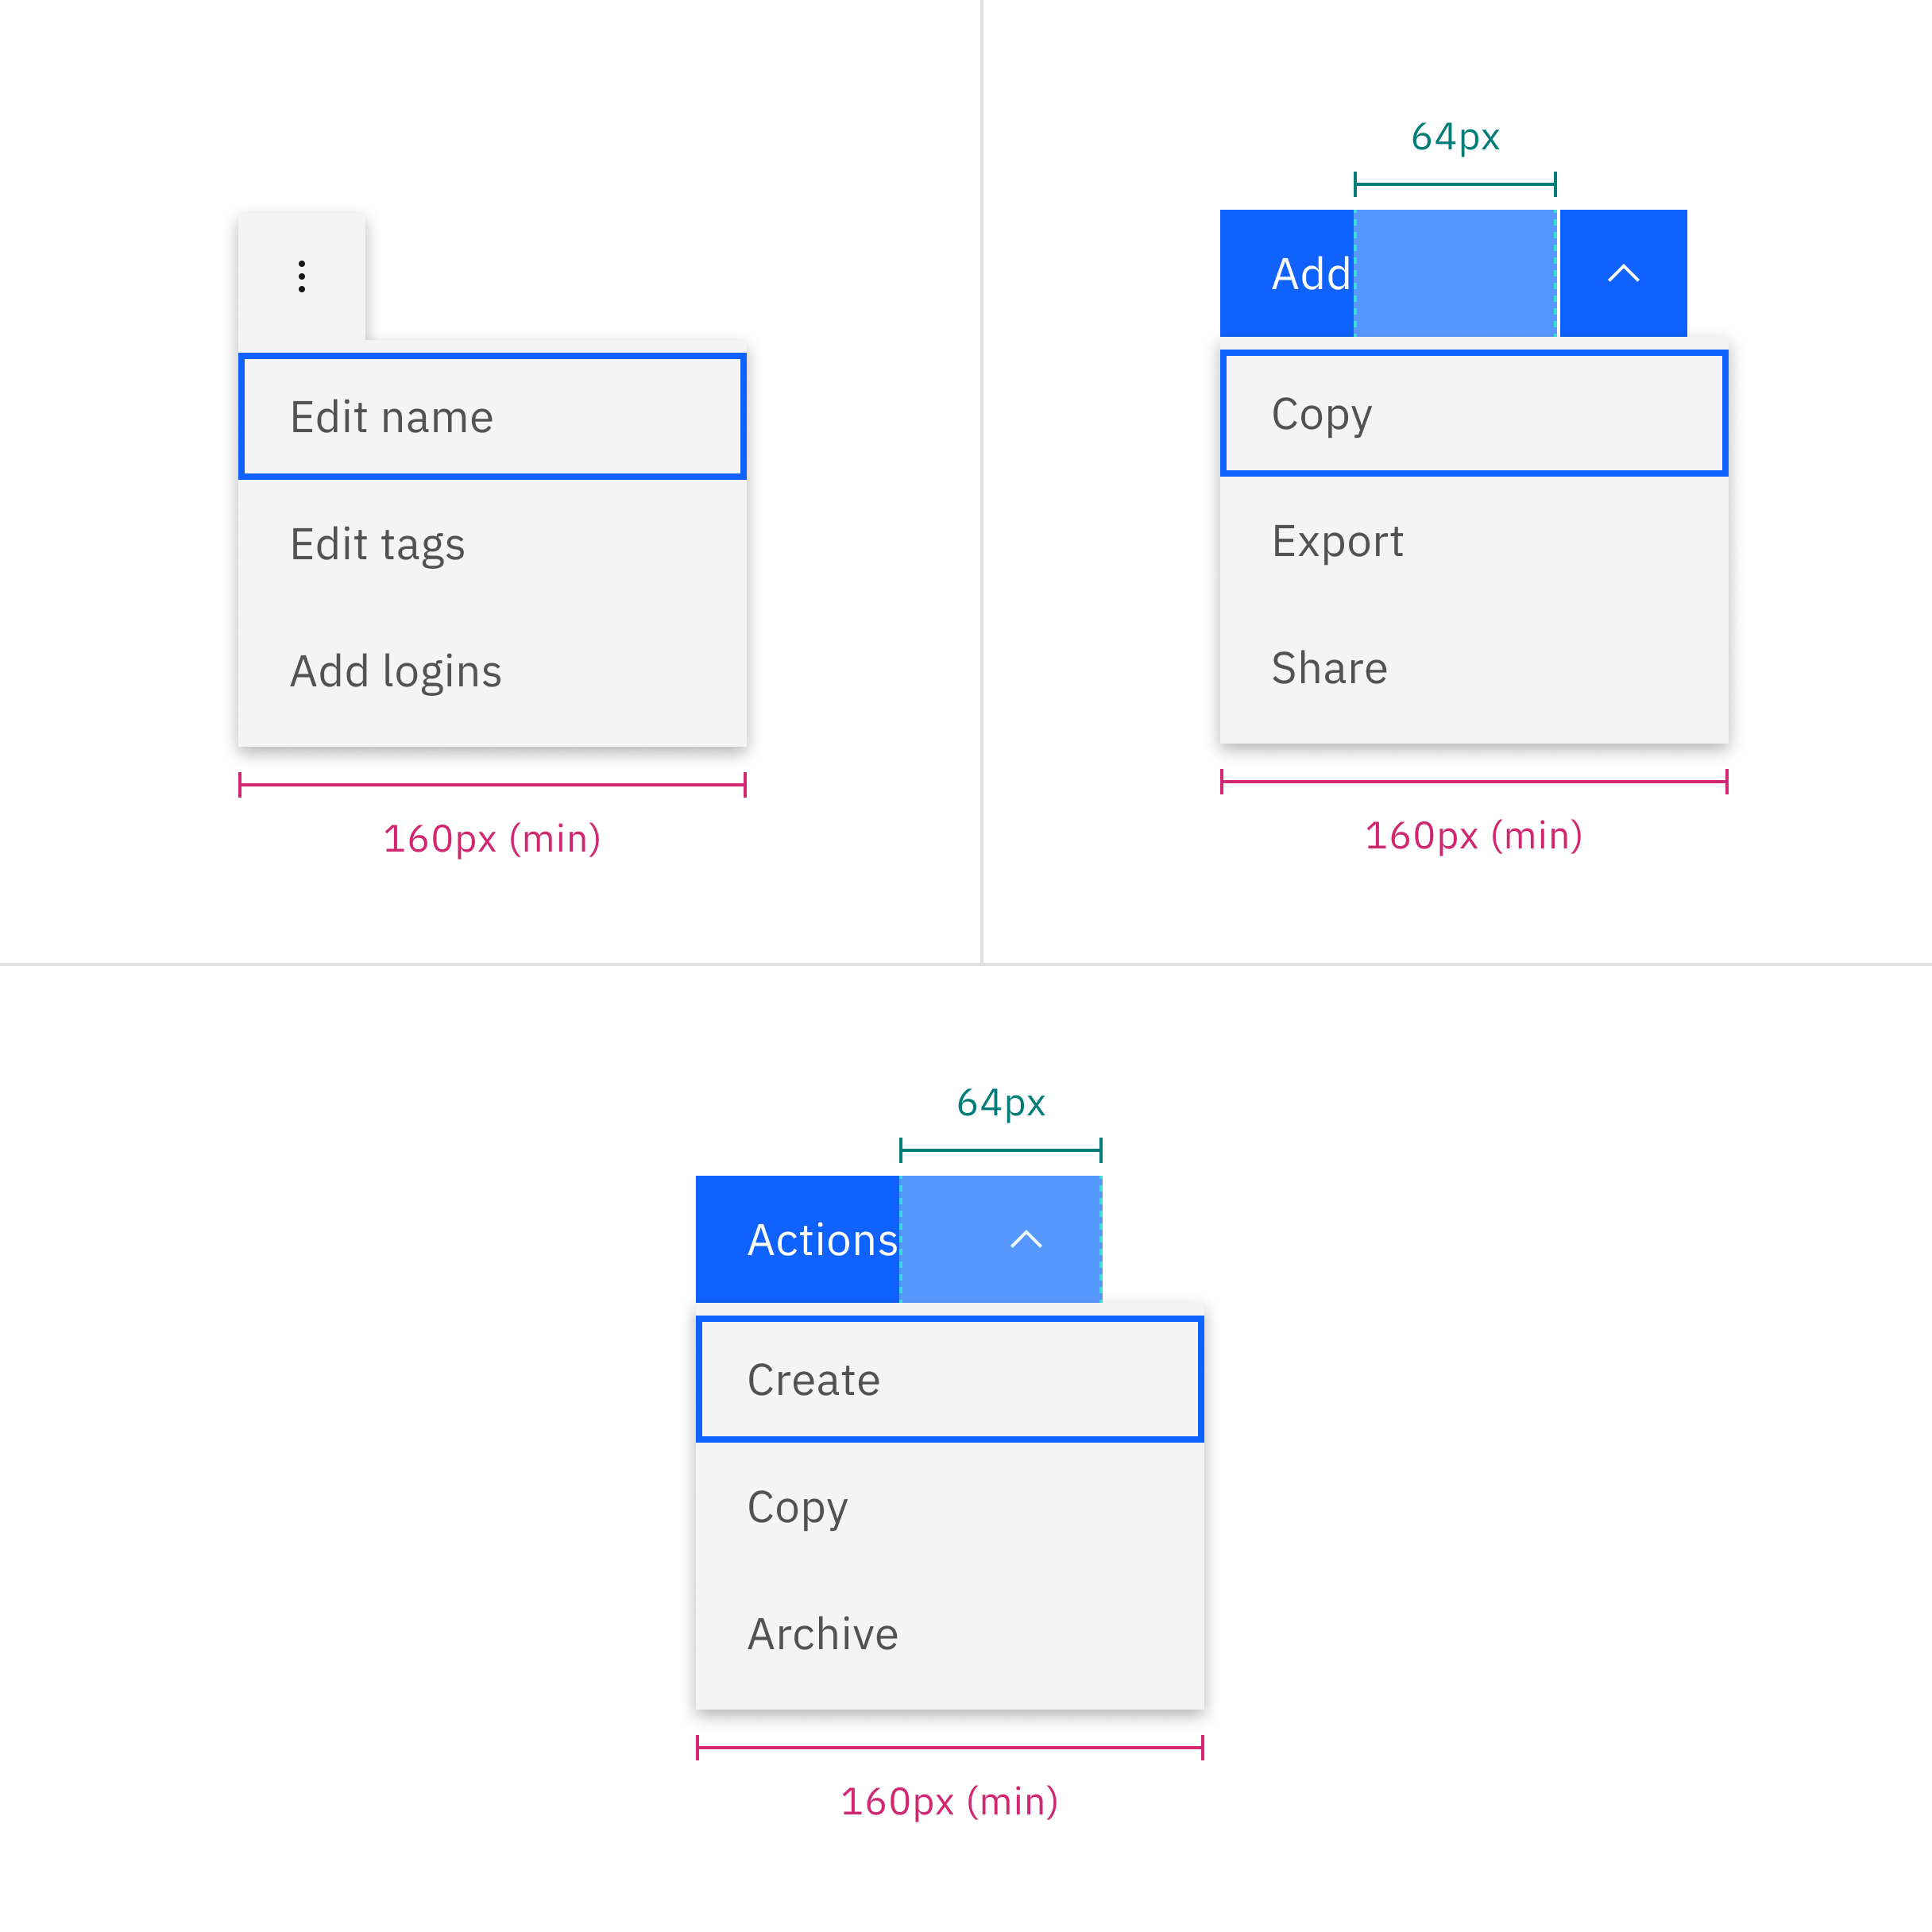 Edit name
Edit tags
Add logins
160px (min)
64px
Add
Copy
Export
Share
160px (min)
64px
Actions
Create
Copy
Archive
160px (min)